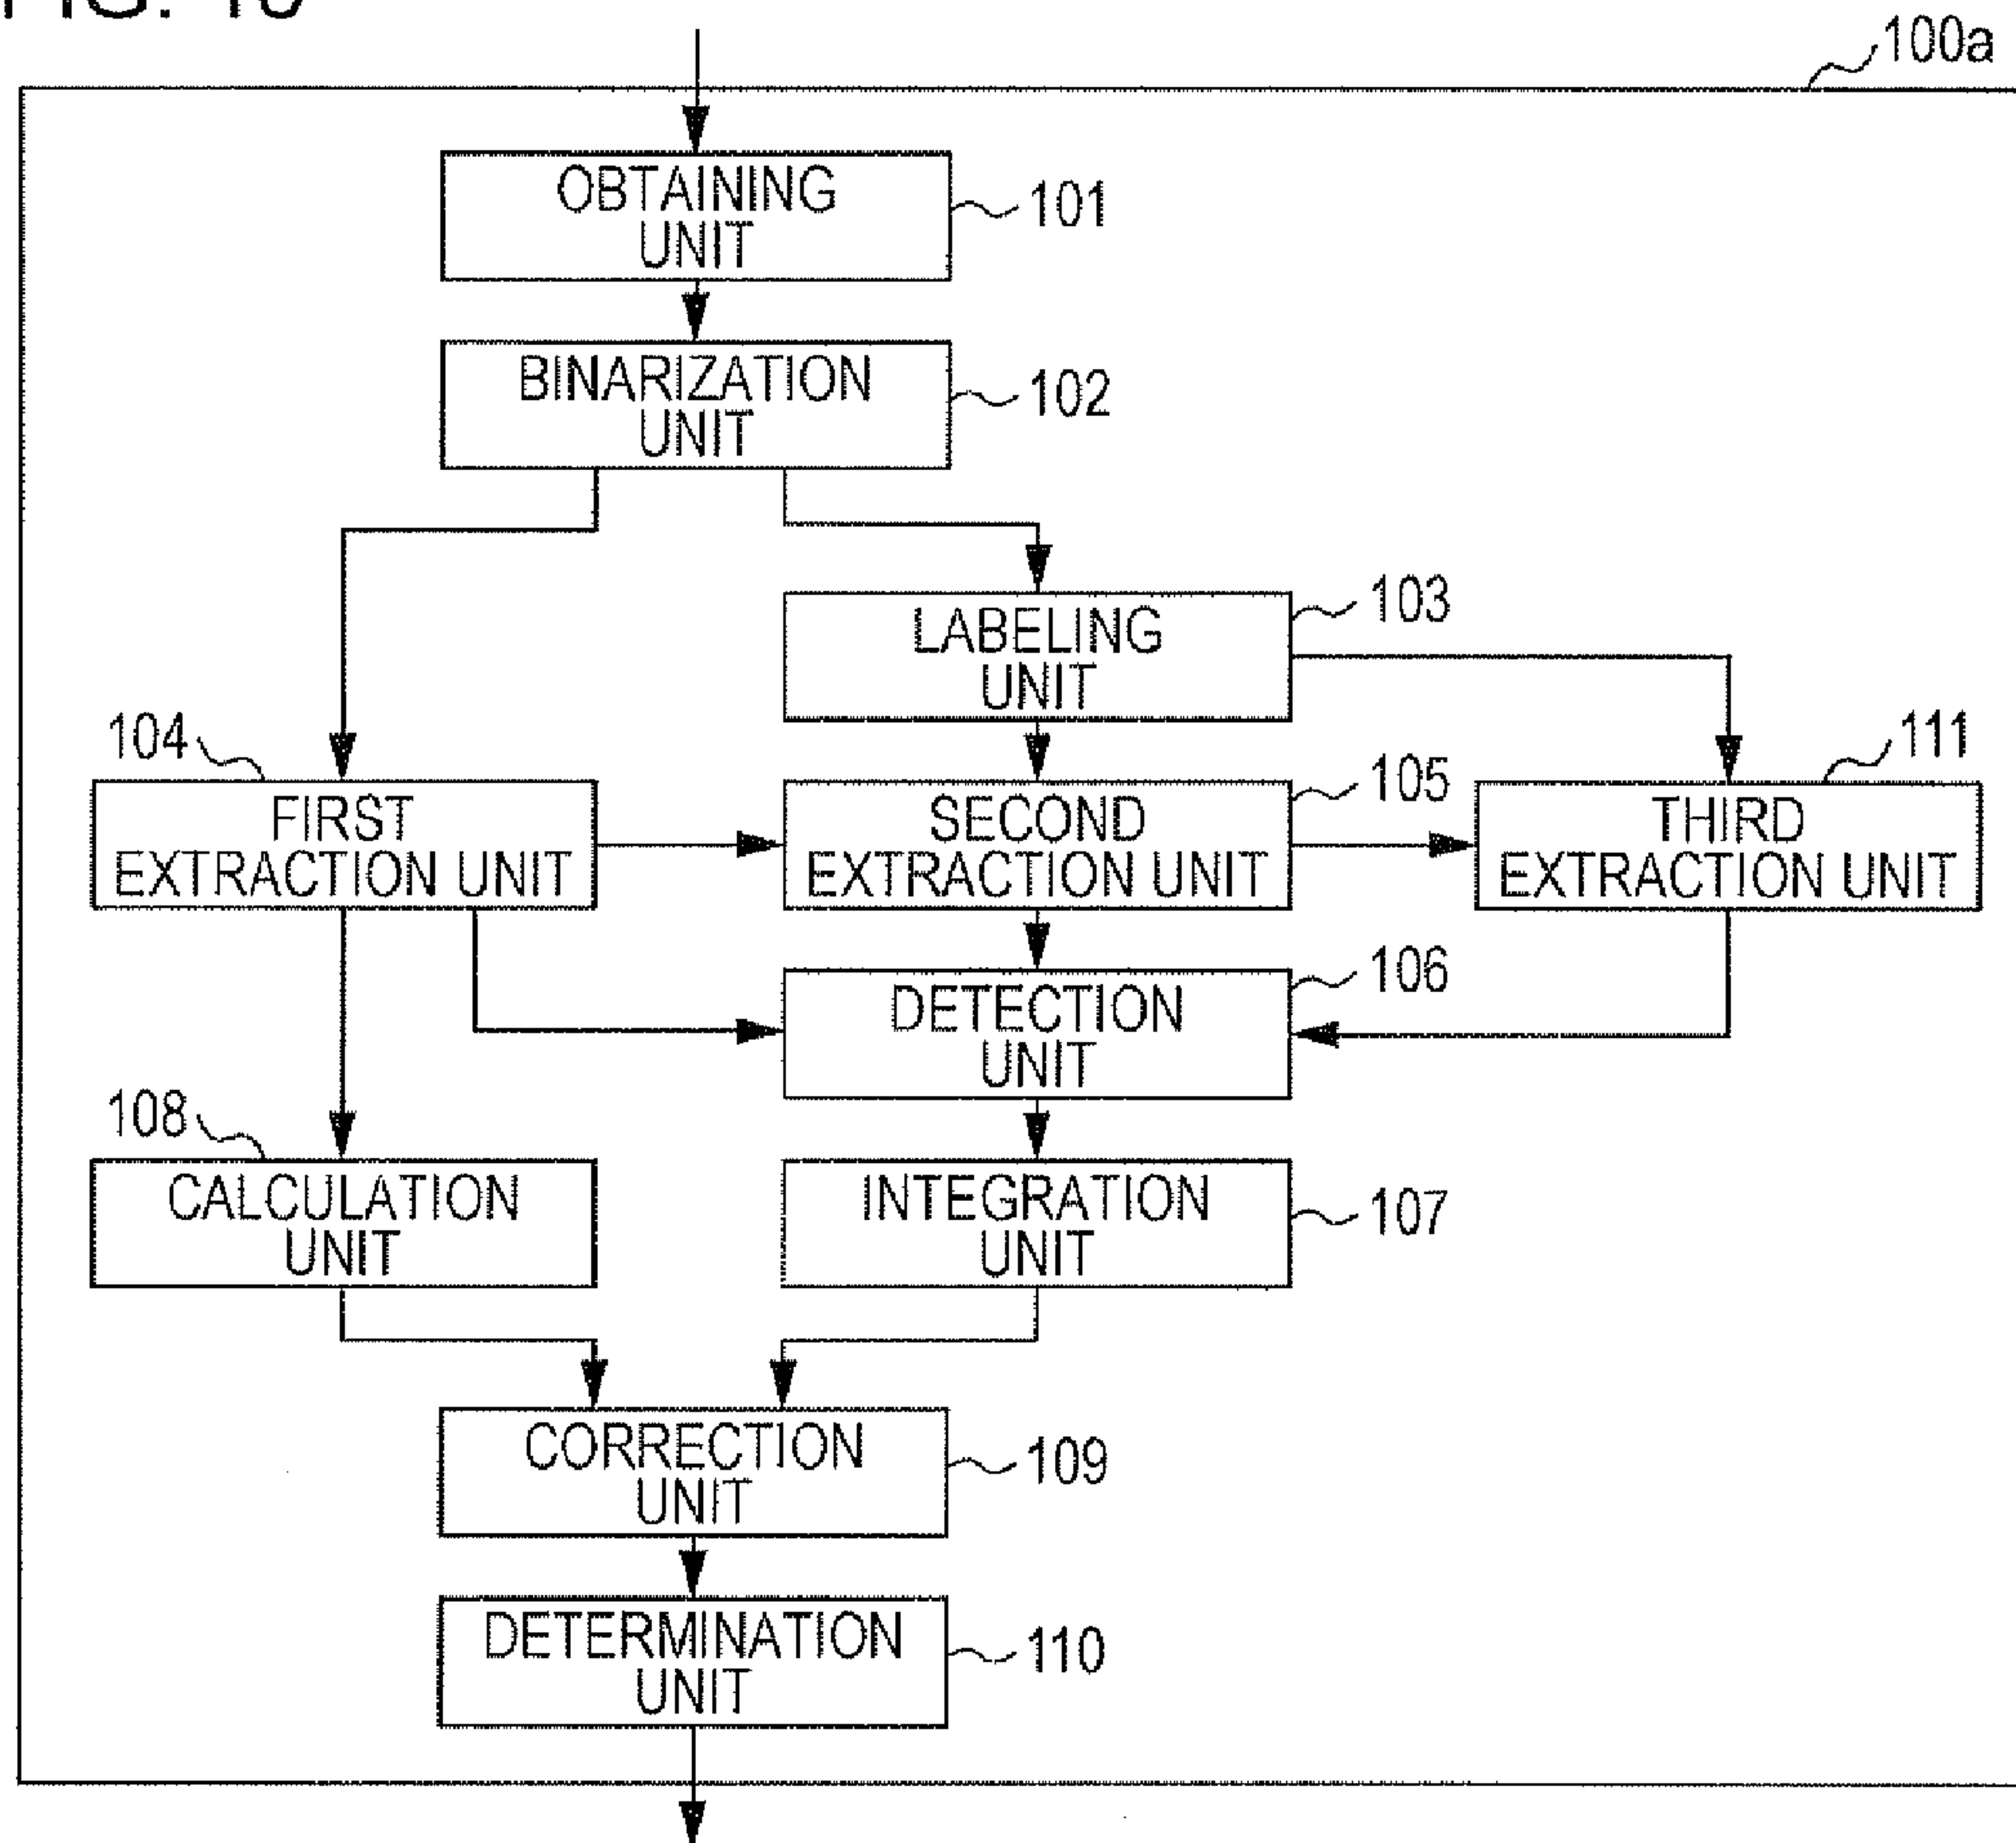 100a
OBTAINING
UNIT
101
BINARIZATION
UNIT
102
LABELING
UNIT
103
104
FIRST
EXTRACTION UNIT
SECOND
EXTRACTION UNIT
105
THIRD
EXTRACTION UNIT
111
DETECTION
UNIT
106
108
CALCULATION
UNIT
INTEGRATION
UNIT
107
CORRECTION
UNIT
109
DETERMINATION
UNIT
110